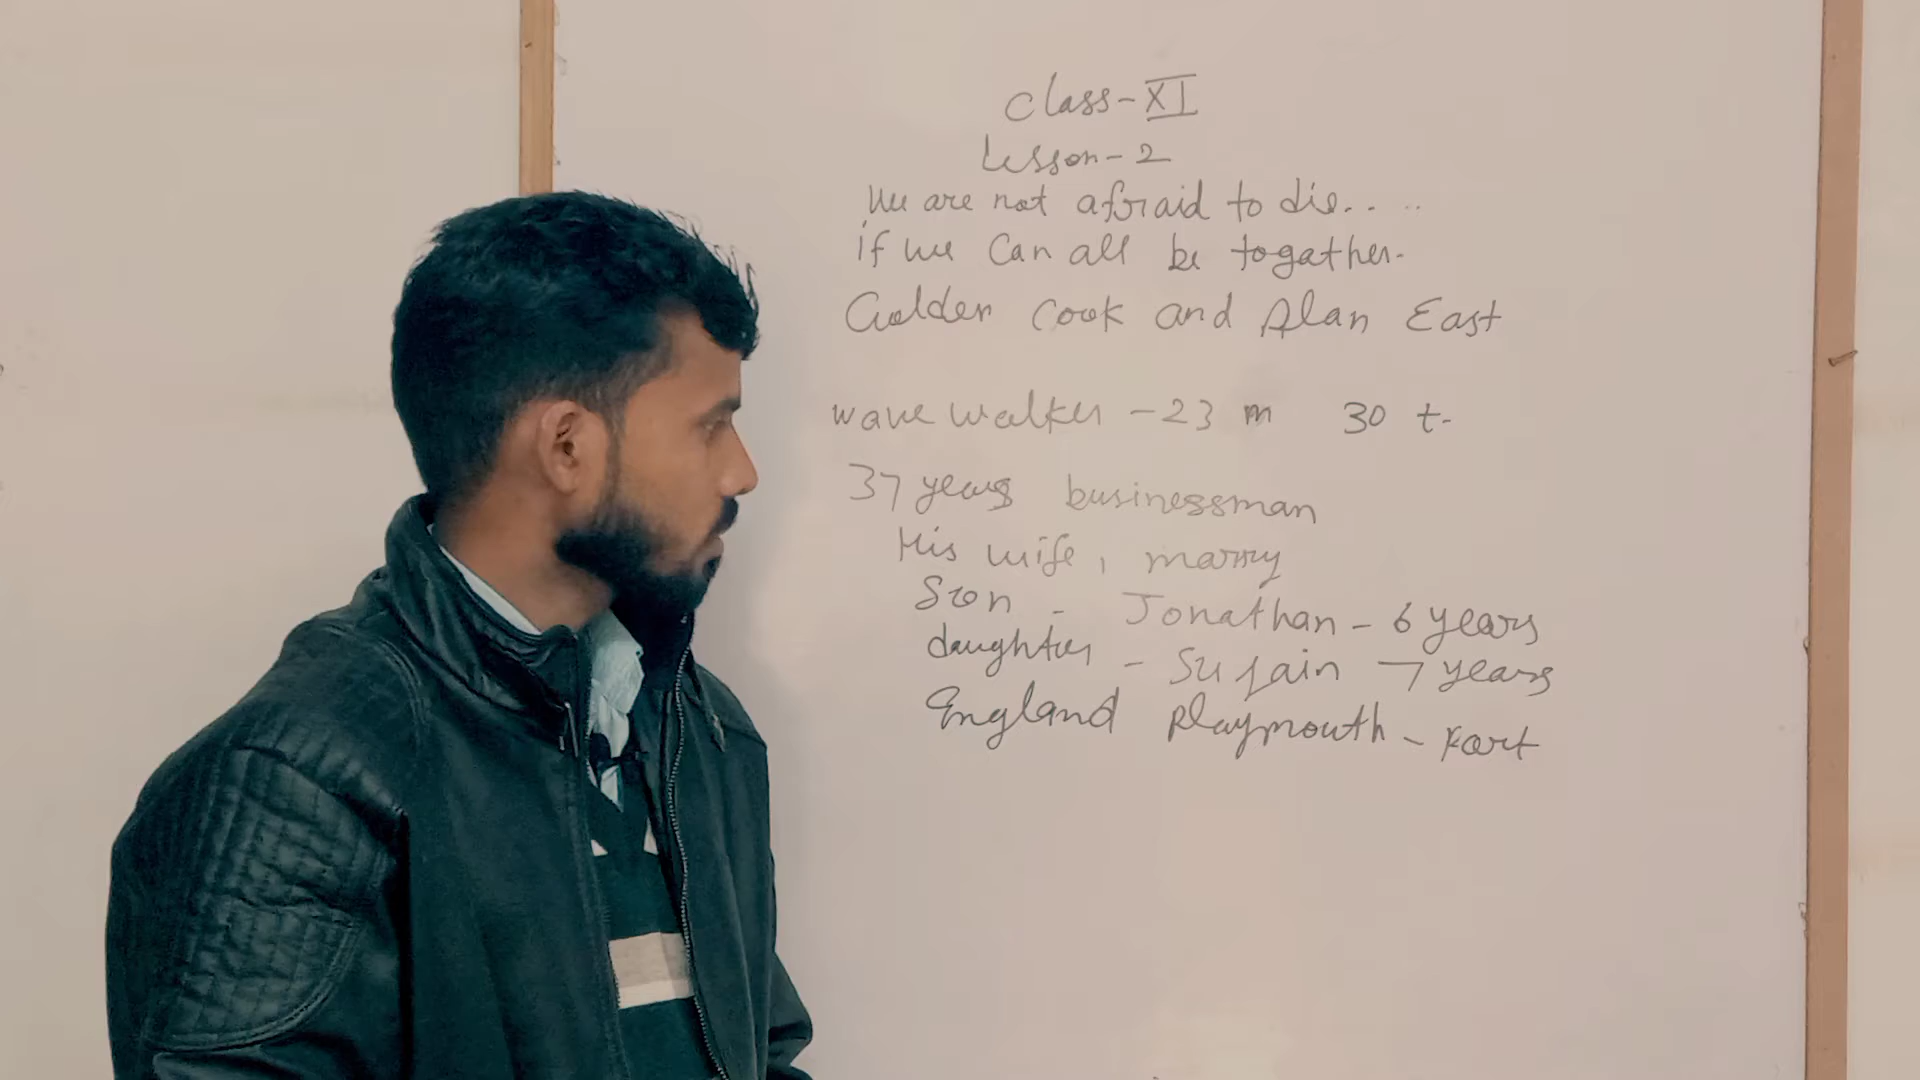 Class-XI
Lesson-2
We are not afraid to die.. ..
if we Can all be togather.
Golden Cook and Alan East
wave walker - 23 m 30 t.
37 years businessman
His wife, marry
Son - Jonathan - 6 years
daughter - Sujain 7 years
England Playmouth -